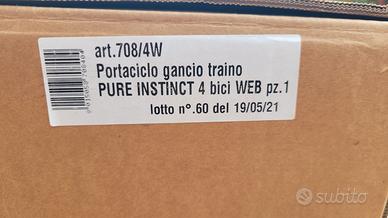 art.708/4W
Portaciclo gancio traino
PURE INSTINCT 4 bici WEB pz.1
lotto n°.60 del 19/05/21
subito